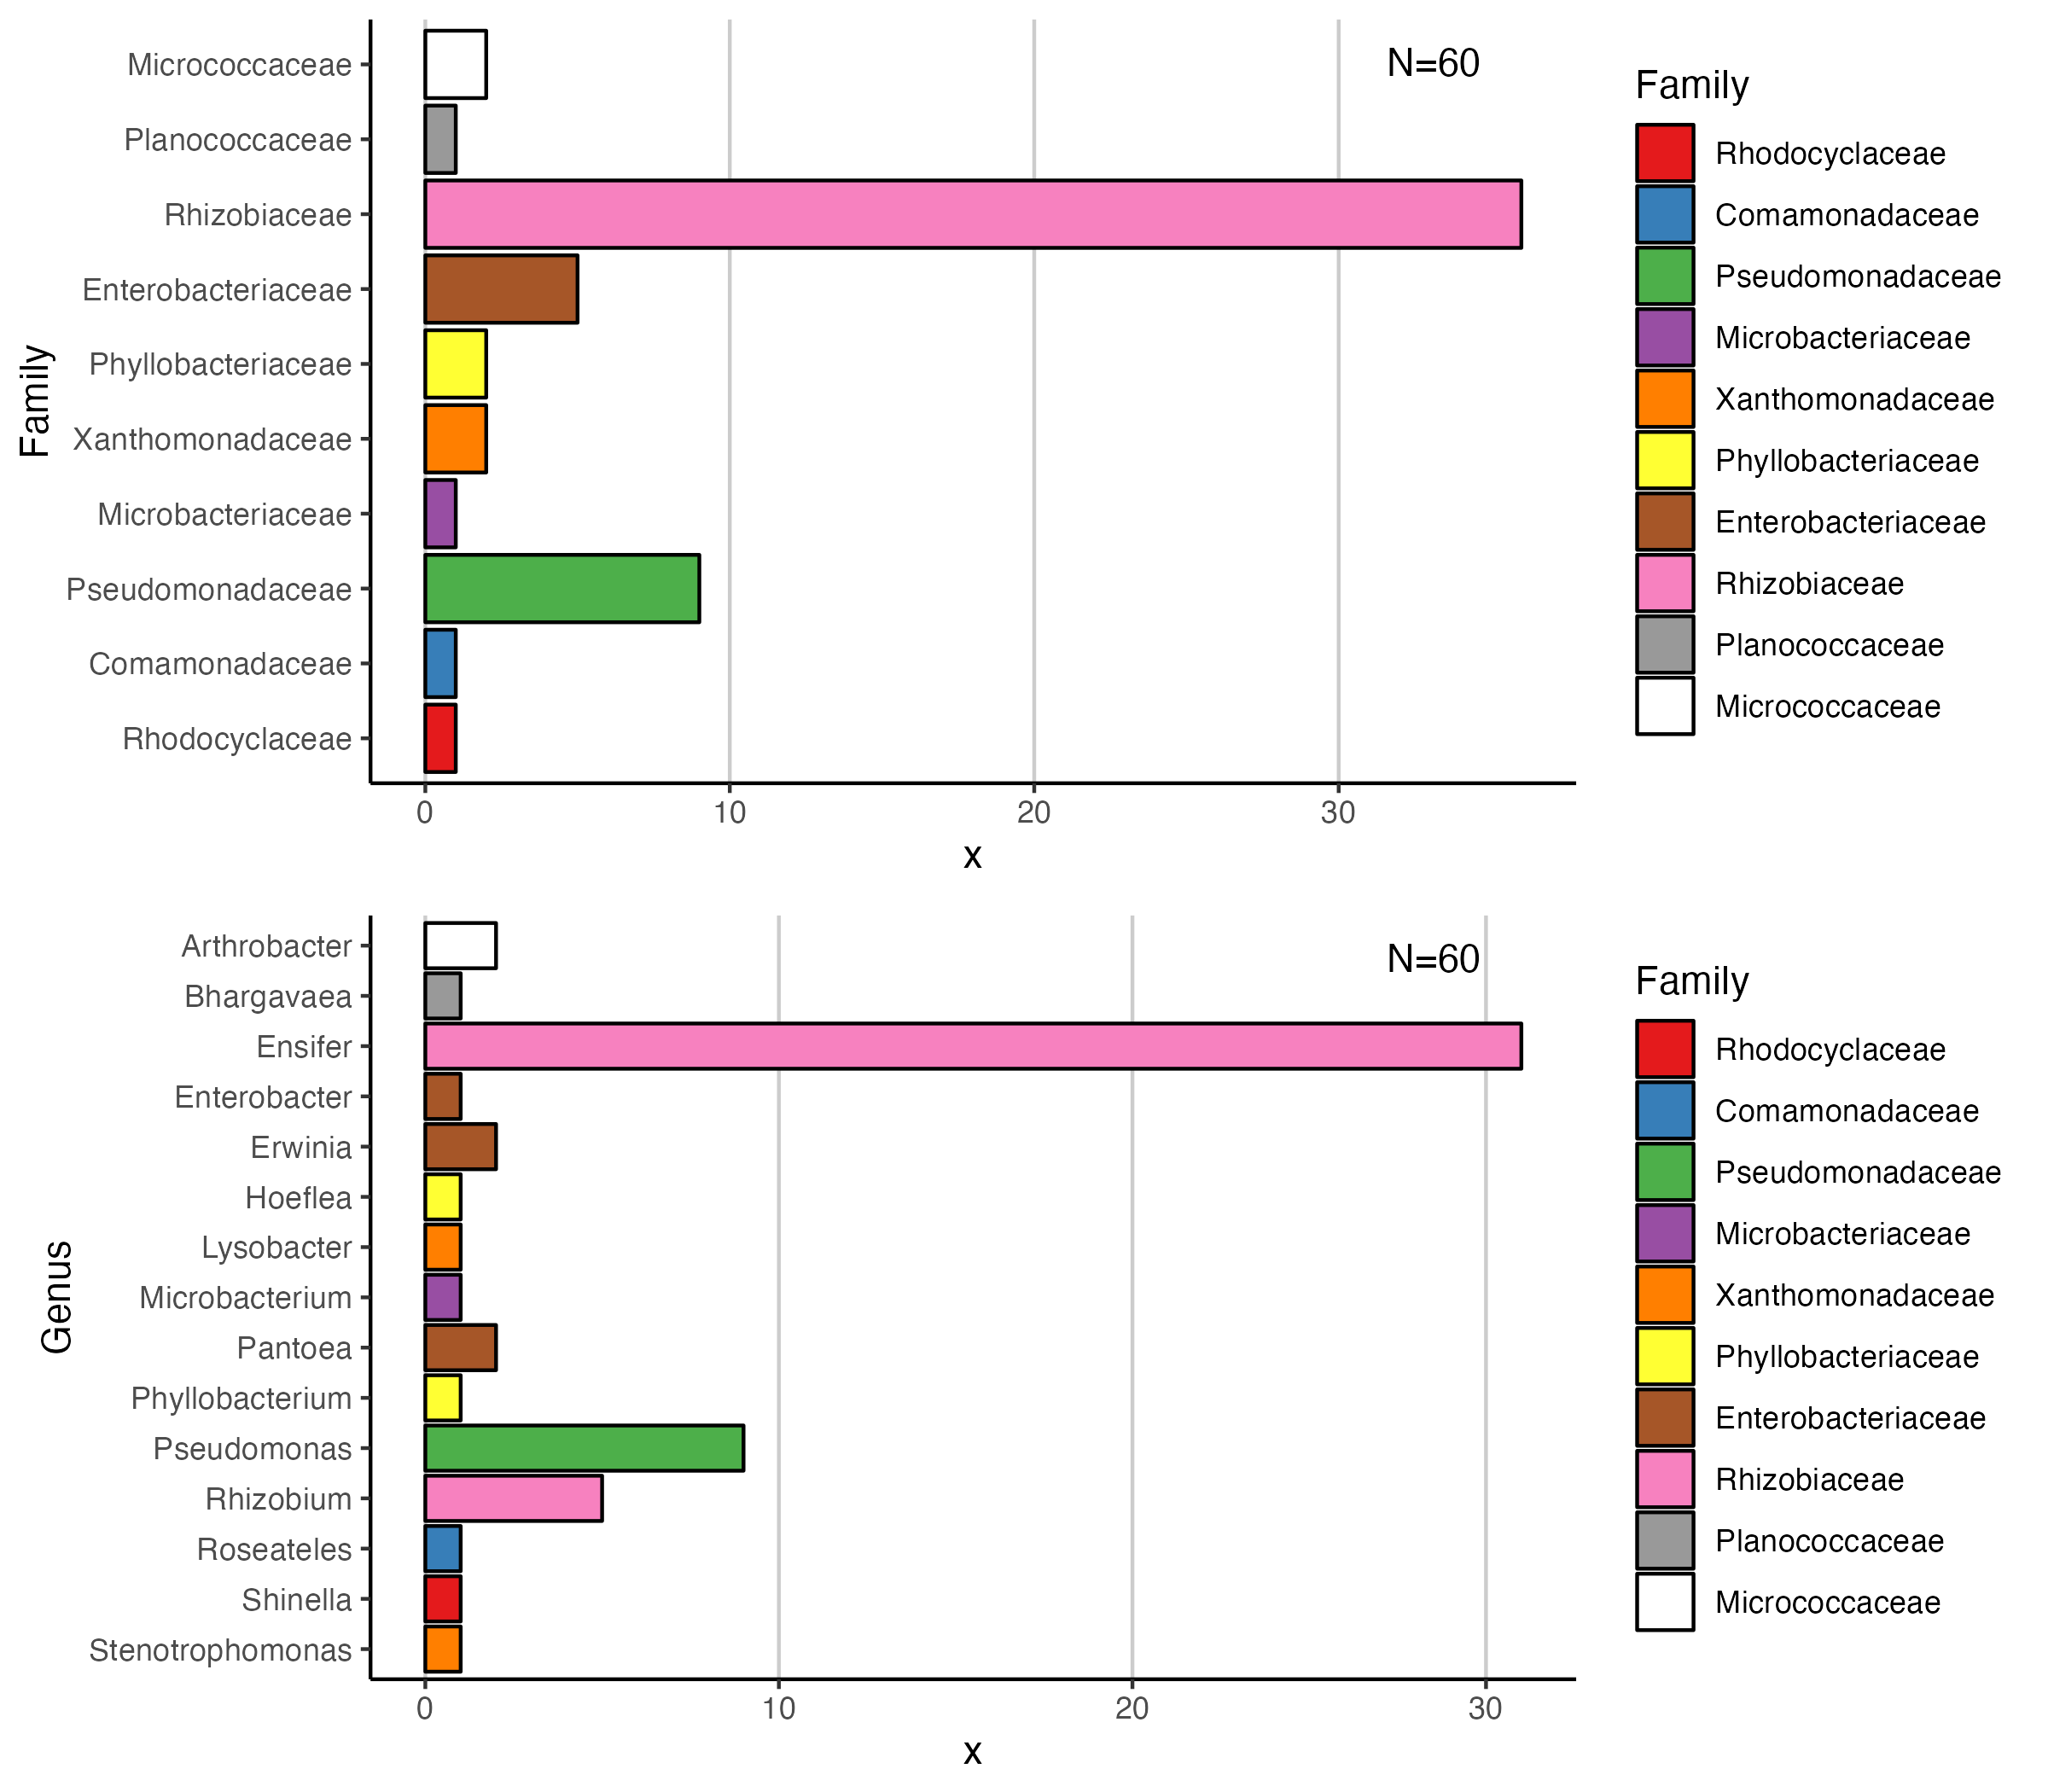 Micrococcaceae
Planococcaceae
Rhizobiaceae
Enterobacteriaceae
Phyllobacteriaceae
Xanthomonadaceae
Microbacteriaceae
Pseudomonadaceae
Comamonadaceae
Rhodocyclaceae
Family
N=60
0 10 20 30
x
Family
Rhodocyclaceae
Comamonadaceae
Pseudomonadaceae
Microbacteriaceae
Xanthomonadaceae
Phyllobacteriaceae
Enterobacteriaceae
Rhizobiaceae
Planococcaceae
Micrococcaceae
Arthrobacter
Bhargavaea
Ensifer
Enterobacter
Erwinia
Hoeflea
Lysobacter
Microbacterium
Pantoea
Phyllobacterium
Pseudomonas
Rhizobium
Roseateles
Shinella
Stenotrophomonas
Genus
N=60
0 10 20 30
x
Family
Rhodocyclaceae
Comamonadaceae
Pseudomonadaceae
Microbacteriaceae
Xanthomonadaceae
Phyllobacteriaceae
Enterobacteriaceae
Rhizobiaceae
Planococcaceae
Micrococcaceae